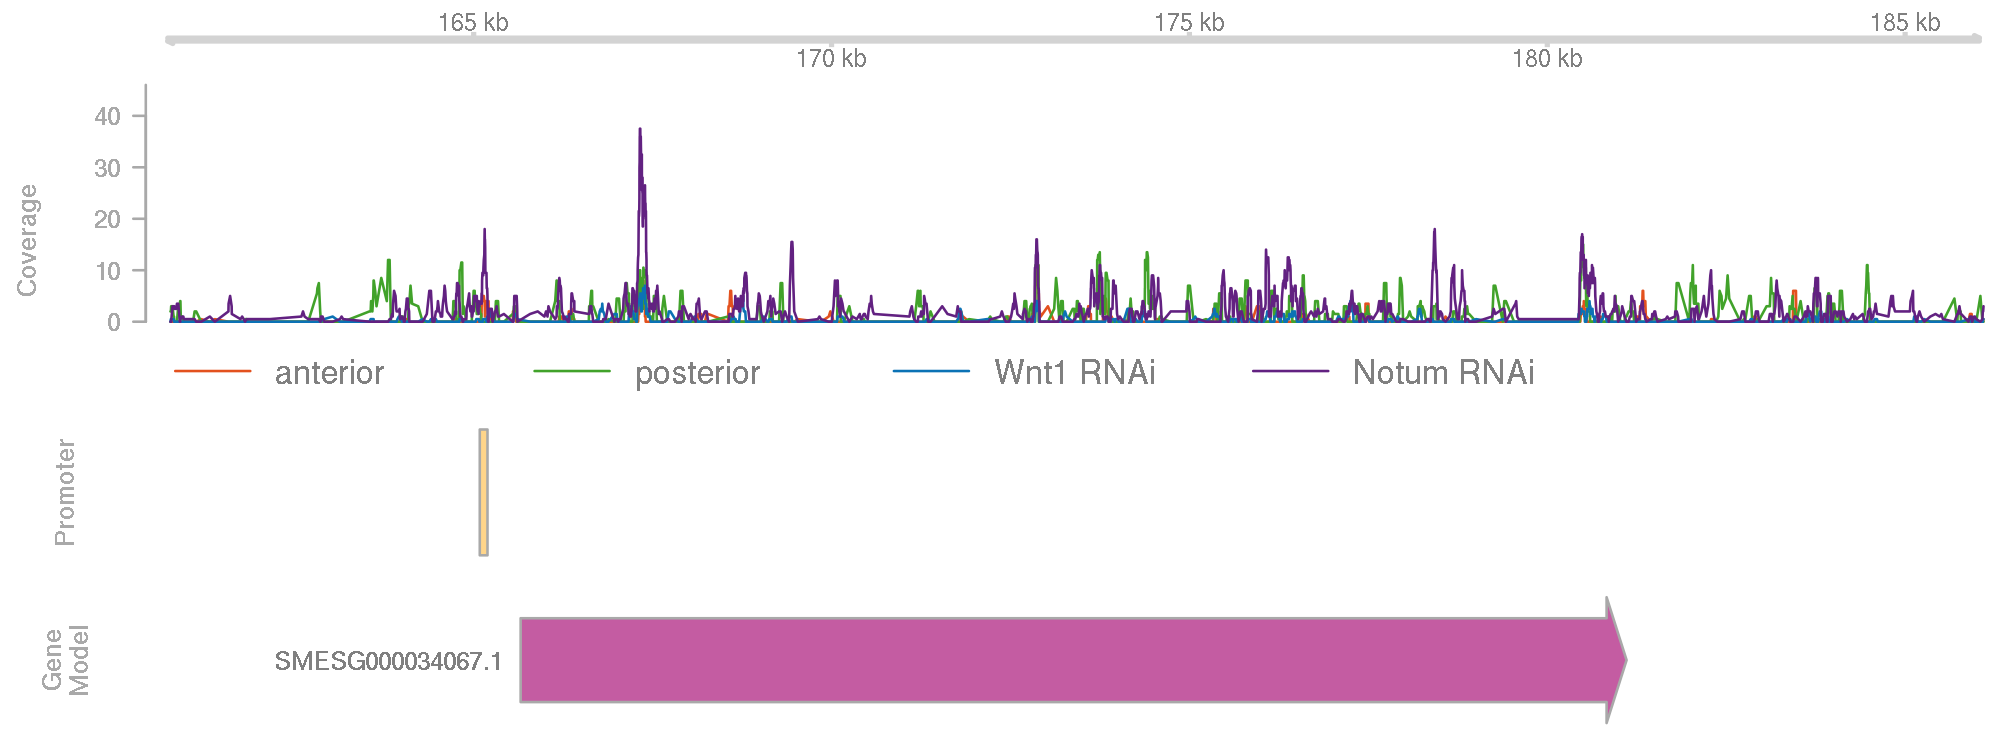 165 kb 175 kb 185 kb
170 kb 180 kb
Coverage
40
30
20
10
0
anterior posterior Wnt1 RNAi Notum RNAi
Promoter
Gene
Model
SMESG000034067.1